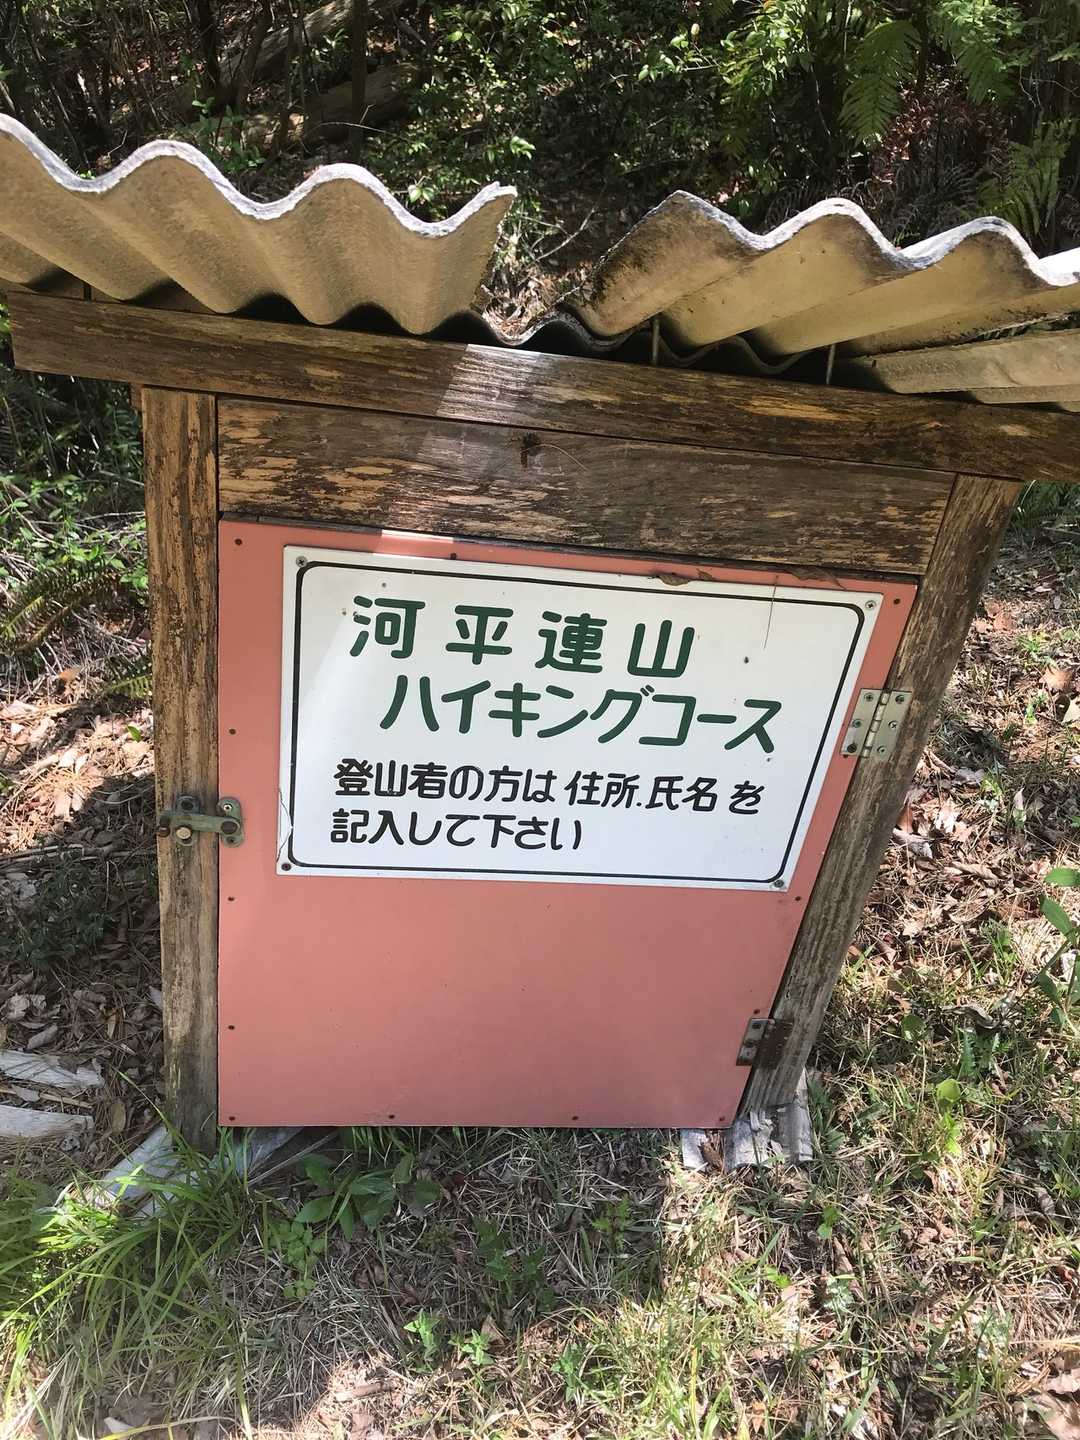 河平連山
ハイキングコース
登山者の方は住所.氏名を
記入して下さい